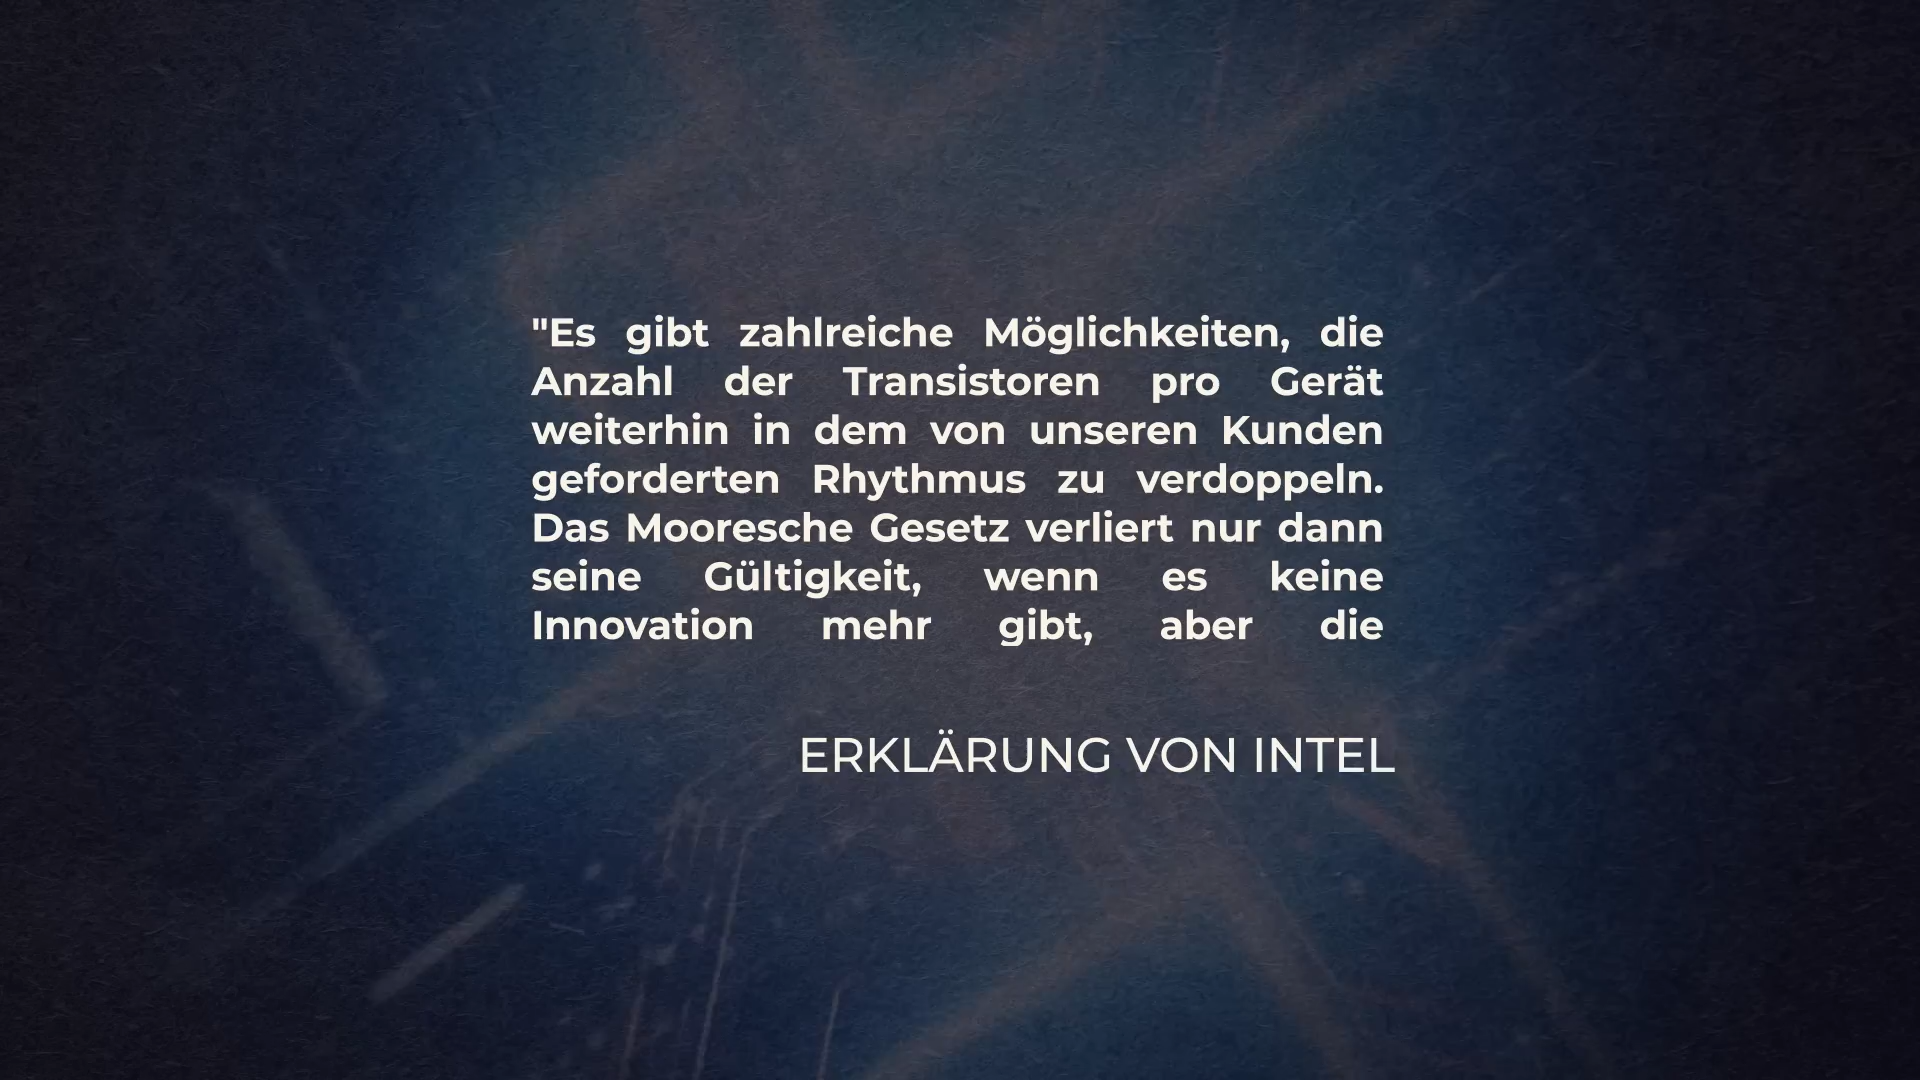 "Es gibt zahlreiche Möglichkeiten, die
Anzahl der Transistoren pro Gerät
weiterhin in dem von unseren Kunden
geforderten Rhythmus zu verdoppeln.
Das Mooresche Gesetz verliert nur dann
seine Gültigkeit, wenn es keine
Innovation mehr gibt, aber die
ERKLÄRUNG VON INTEL